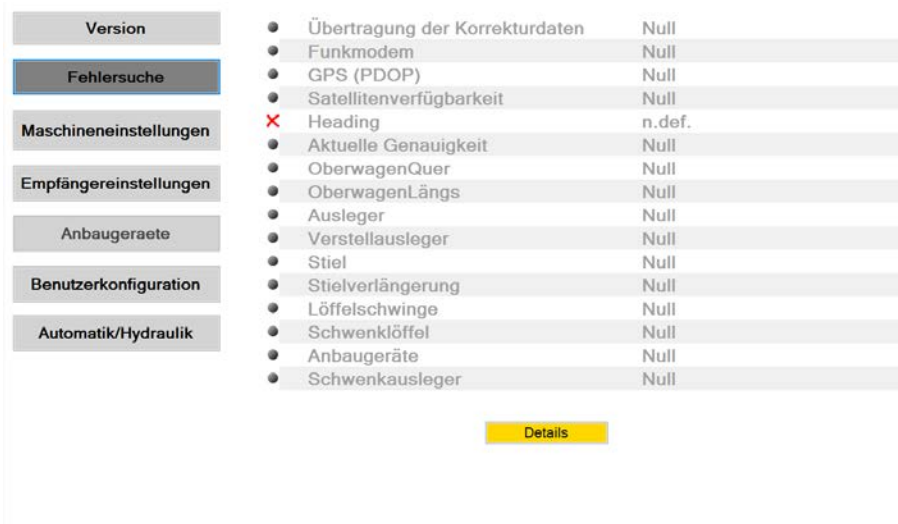 Version
Fehlersuche
Maschineneinstellungen
Empfängereinstellungen
Anbaugeraete
Benutzerkonfiguration
Automatik/Hydraulik
Übertragung der Korrekturdaten Null
Funkmodem Null
GPS (PDOP) Null
Satellitenverfügbarkeit Null
Heading n.def.
Aktuelle Genauigkeit Null
OberwagenQuer Null
OberwagenLängs Null
Ausleger Null
Verstellausleger Null
Stiel Null
Stielverlängerung Null
Löffelschwinge Null
Schwenklöffel Null
Anbaugeräte Null
Schwenkausleger Null
Details